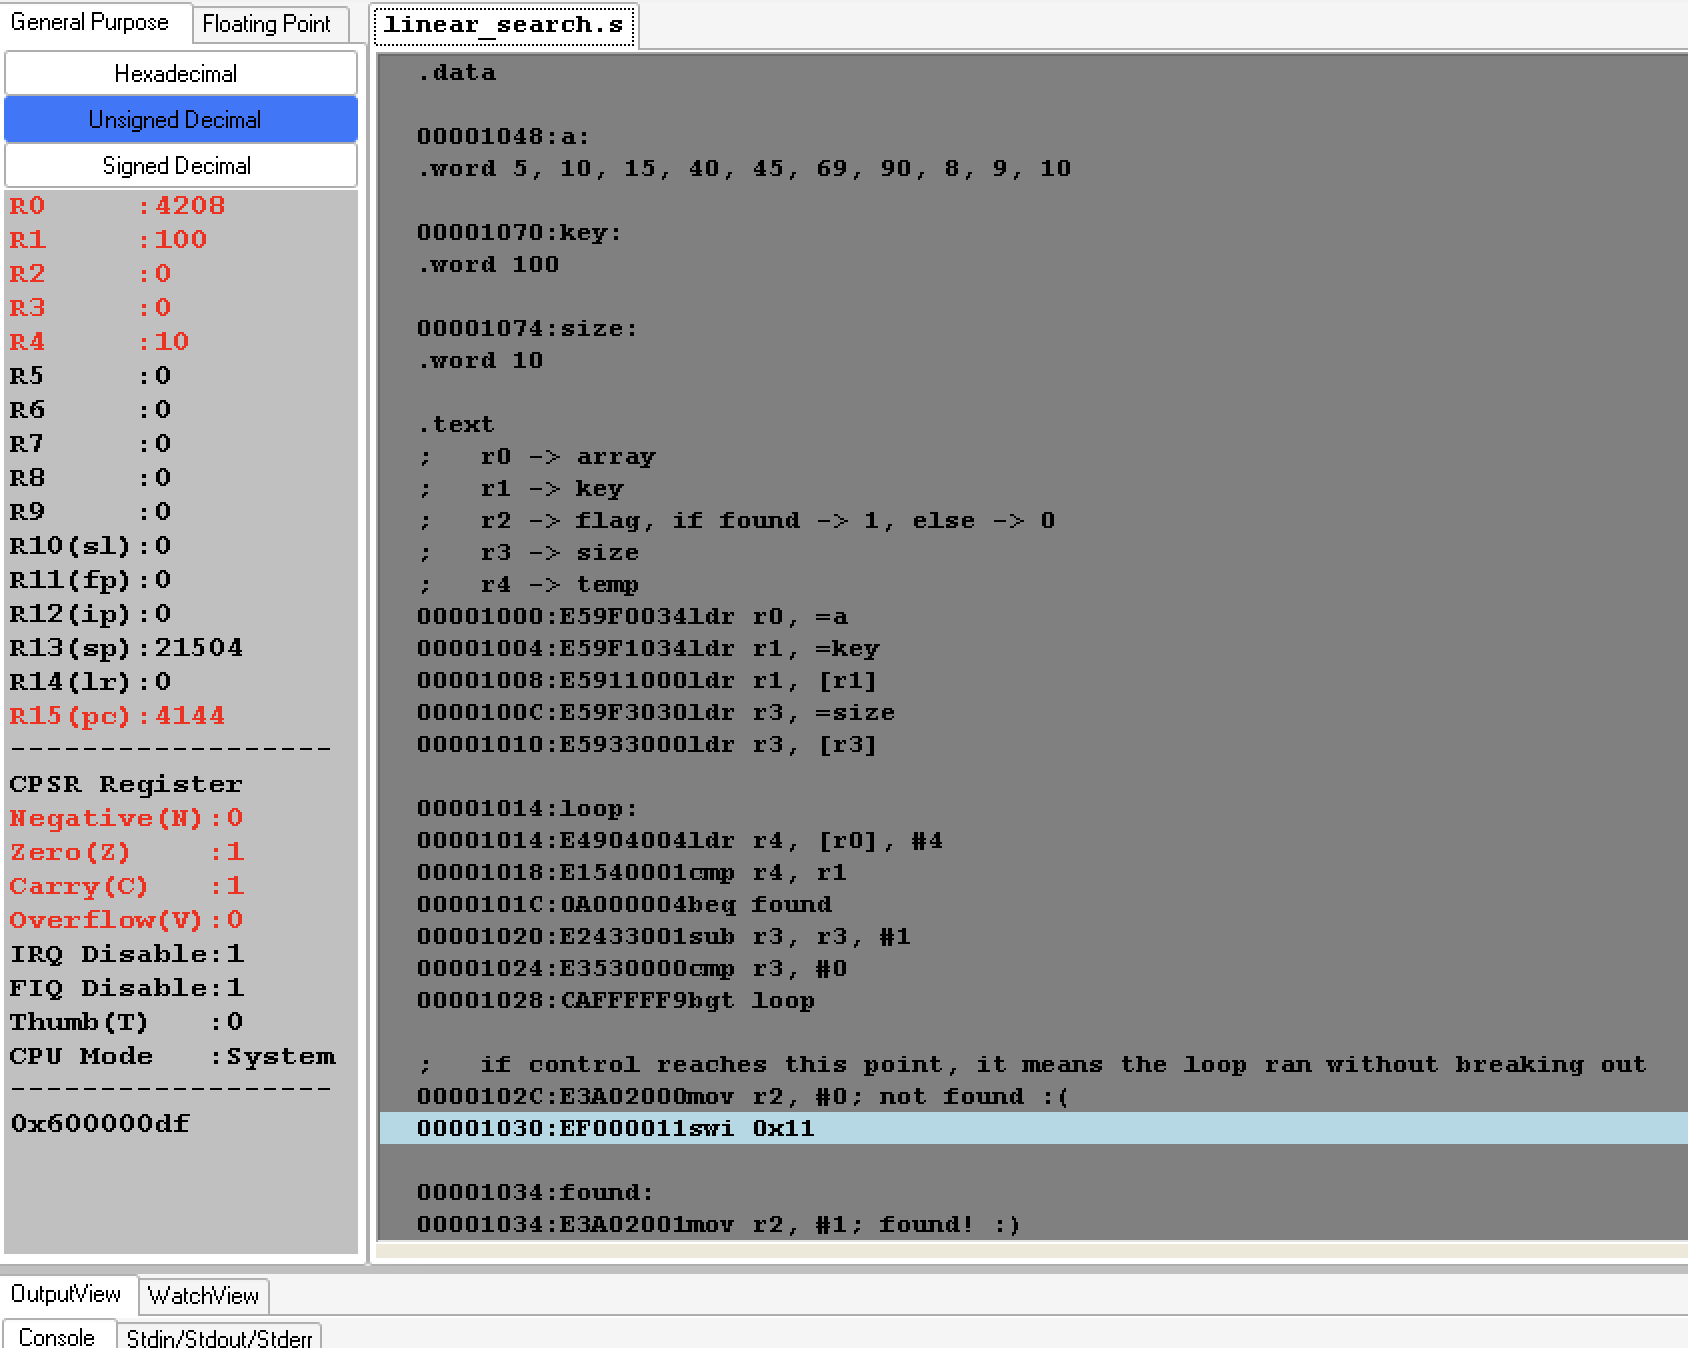 General Purpose
Floating Point
Hexadecimal
Unsigned Decimal
Signed Decimal
R0 :4208
R1 :100
R2 :0
R3 :0
R4 :10
R5 :0
R6 :0
R7 :0
R8 :0
R9 :0
R10(sl):0
R11(fp):0
R12(ip):0
R13(sp):21504
R14(lr):0
R15(pc):4144
------------------
CPSR Register
Negative(N):0
Zero(Z) :1
Carry(C) :1
Overflow(V):0
IRQ Disable:1
FIQ Disable:1
Thumb(T) :0
CPU Mode :System
------------------
0x600000df
linear_search.s
.data
00001048:a:
.word 5, 10, 15, 40, 45, 69, 90, 8, 9, 10
00001070:key:
.word 100
00001074:size:
.word 10
.text
; r0 -> array
; r1 -> key
; r2 -> flag, if found -> 1, else -> 0
; r3 -> size
; r4 -> temp
00001000:E59F0034ldr r0, =a
00001004:E59F1034ldr r1, =key
00001008:E5911000ldr r1, [r1]
0000100C:E59F3030ldr r3, =size
00001010:E5933000ldr r3, [r3]
00001014:loop:
00001014:E4904004ldr r4, [r0], #4
00001018:E1540001cmp r4, r1
0000101C:0A000004beq found
00001020:E2433001sub r3, r3, #1
00001024:E3530000cmp r3, #0
00001028:CAFFFFF9bgt loop
; if control reaches this point, it means the loop ran without breaking out
0000102C:E3A02000mov r2, #0; not found :(
00001030:EF000011swi 0x11
00001034:found:
00001034:E3A02001mov r2, #1; found! :)
OutputView
WatchView
Console
Stdin/Stdout/Stderr